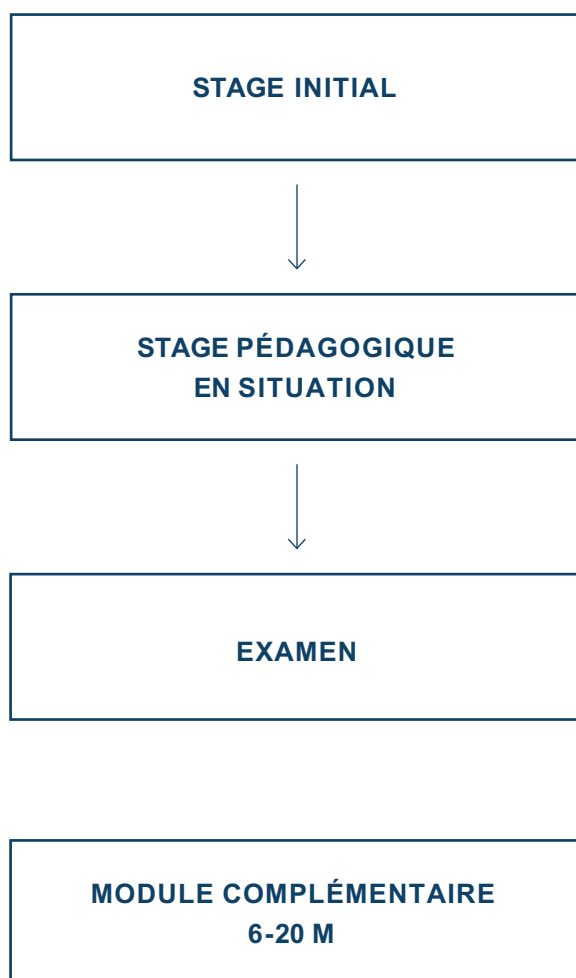 STAGE INITIAL
STAGE PÉDAGOGIQUE
EN SITUATION
EXAMEN
MODULE COMPLÉMENTAIRE
6-20 M